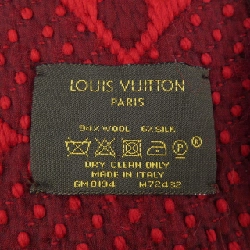 LOUIS VUITTON
PARIS
94% WOOL 6% SILK
DRY CLEAN ONLY
MADE IN ITALY
GM0194 M72432